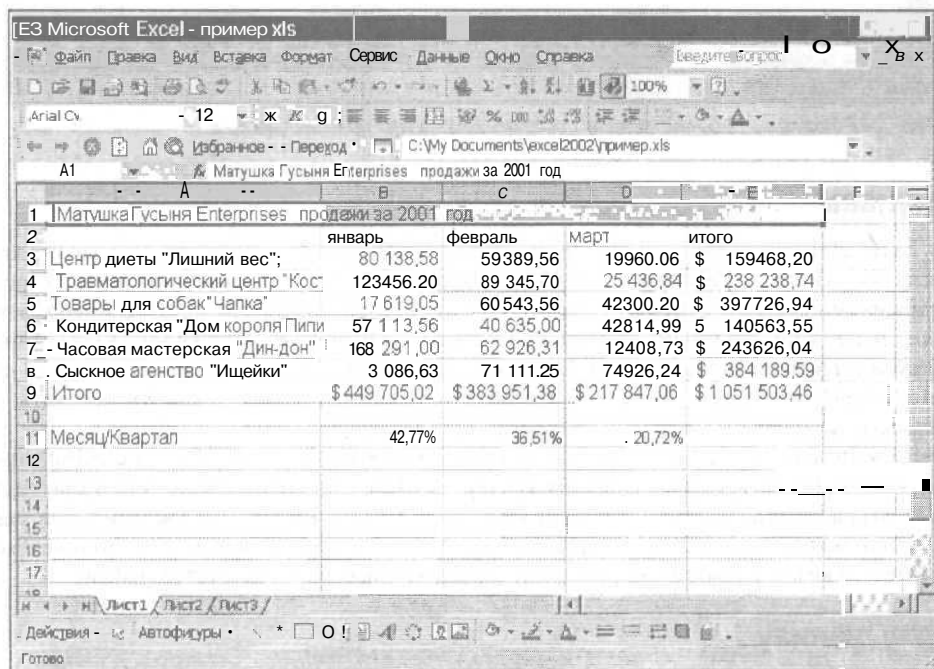 [ЕЗ Microsoft Excel - пример xls
Файл Правка Вид Вставка Формат Сервис Данные Окно Справка Введите вопрос
100%
Arial Cy 12 Ж К g
Избранное - - Переход C:\My Documents\excel2002\пример.xls
A1 fx Матушка Гусыня Enterprises продажи за 2001 год
A B C D E F
1 Матушка Гусыня Enterprises продажи за 2001 год
2 январь февраль март итого
3 Центр диеты "Лишний вес"; 80 138,58 59389,56 19960.06 $ 159468,20
4 Травматологический центр "Кос 123456.20 89 345,70 25 436,84 $ 238 238,74
5 Товары для собак"Чапка" 17 619,05 60 543,56 42300.20 $ 397726,94
6 Кондитерская "Дом короля Пипи 57 113,56 40 635,00 42814,99 5 140563,55
7 - Часовая мастерская "Дин-дон" 168 291,00 62 926,31 12408,73 $ 243626,04
в . Сыскное агенство "Ищейки" 3 086,63 71 111.25 74926,24 $ 384 189,59
9 Итого $ 449 705,02 $ 383 951,38 $ 217 847,06 $ 1 051 503,46
10
11 Месяц/Квартал 42,77% 36,51% . 20,72%
12
13
14
15
16
17
Лист1 Лист2 Лист3
Действия - Автофигуры
Готово